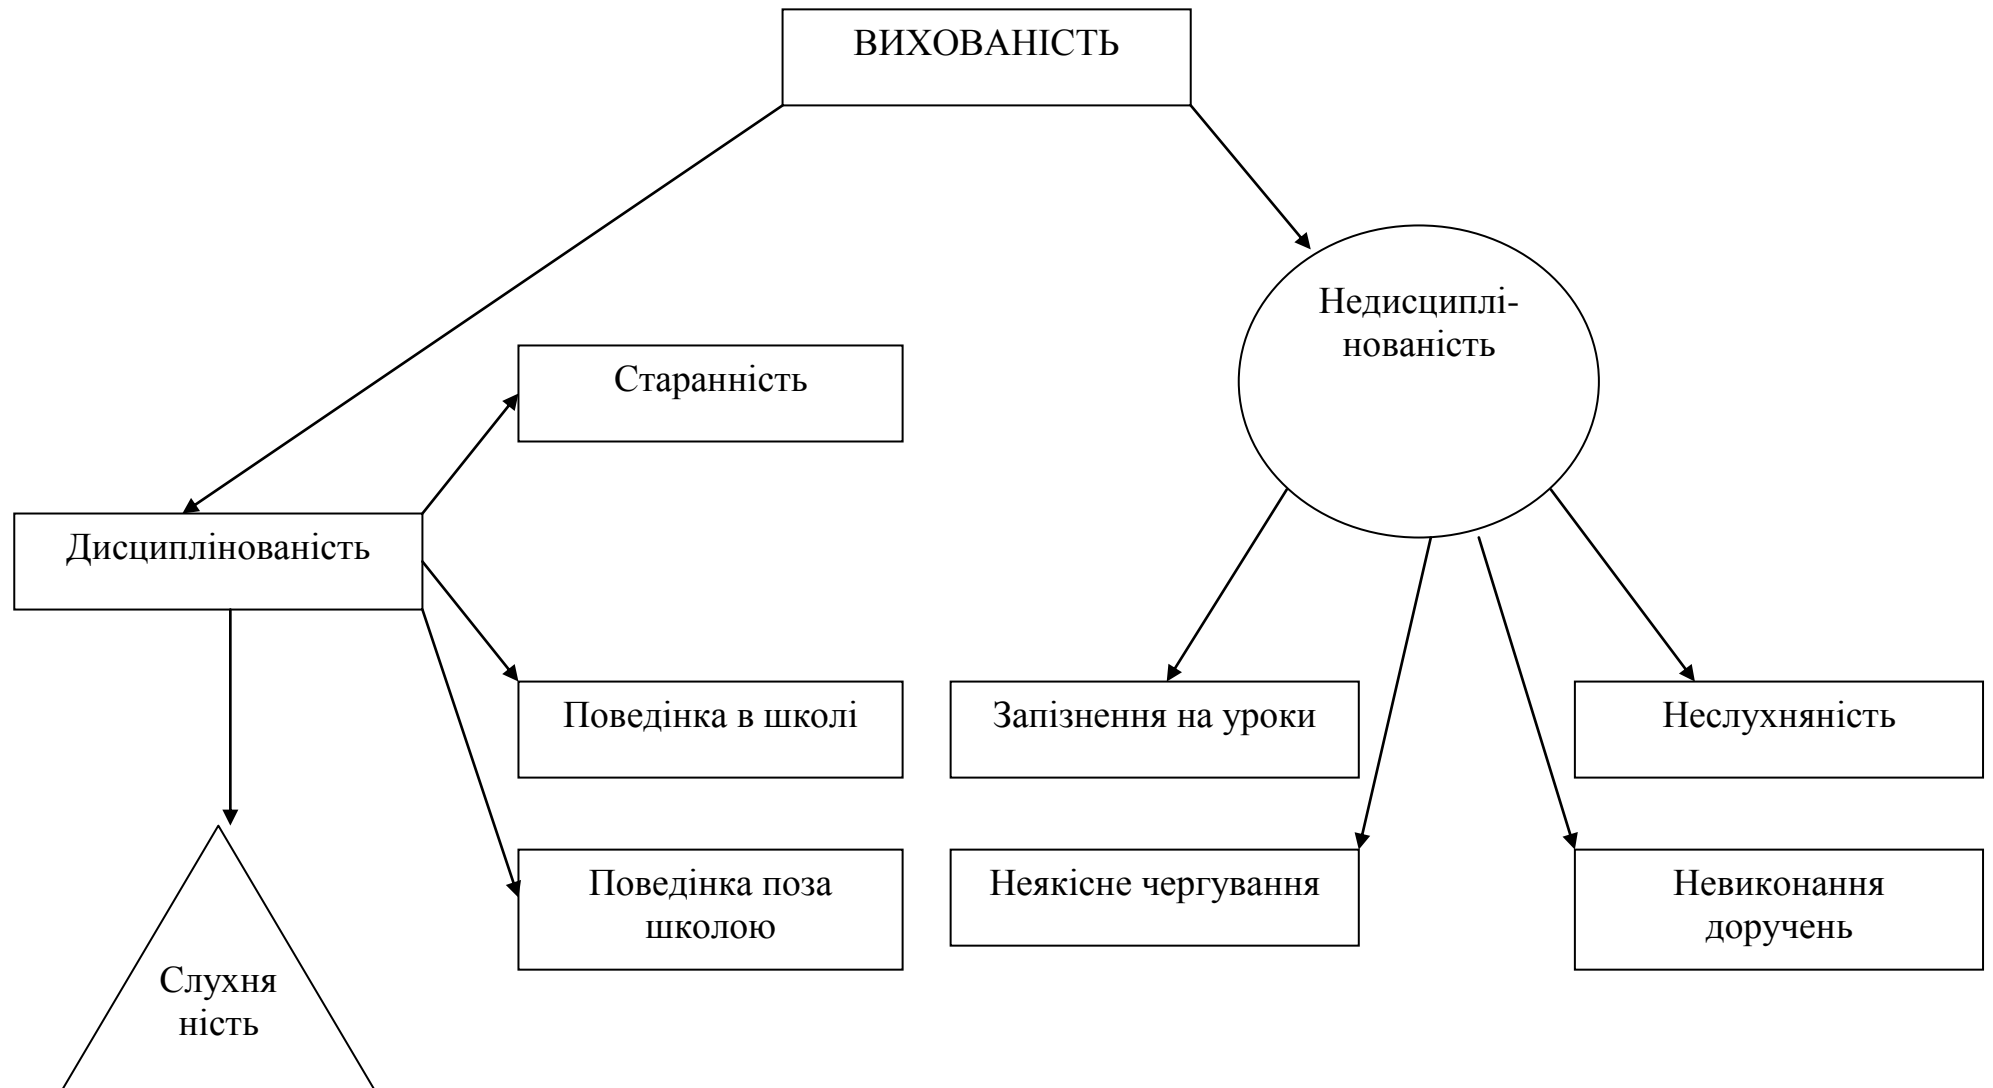 ВИХОВАНІСТЬ
Недисциплі-
нованість
Старанність
Дисциплінованість
Поведінка в школі
Запізнення на уроки
Неслухняність
Поведінка поза
школою
Неякісне чергування
Невиконання
доручень
Слухня
ність